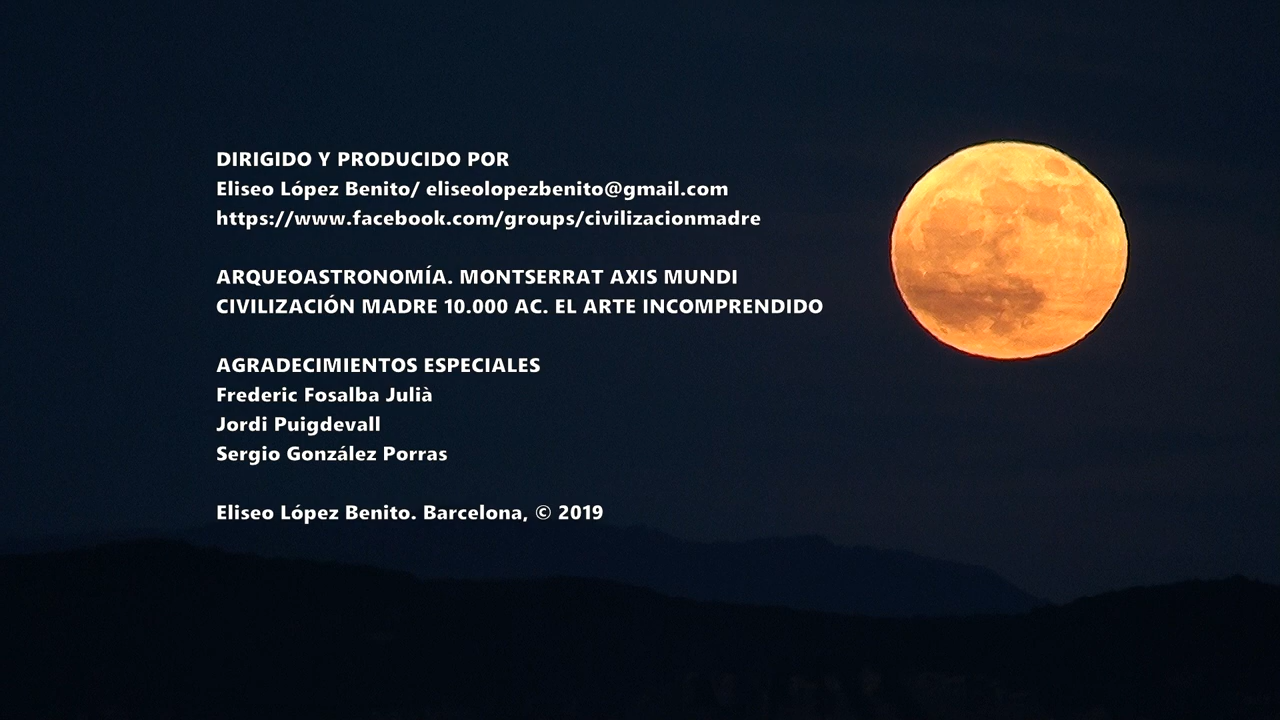 DIRIGIDO Y PRODUCIDO POR
Eliseo López Benito/ eliseolopezbenito@gmail.com
https://www.facebook.com/groups/civilizacionmadre
ARQUEOASTRONOMÍA. MONTSERRAT AXIS MUNDI
CIVILIZACIÓN MADRE 10.000 AC. EL ARTE INCOMPRENDIDO
AGRADECIMIENTOS ESPECIALES
Frederic Fosalba Julià
Jordi Puigdevall
Sergio González Porras
Eliseo López Benito. Barcelona, © 2019